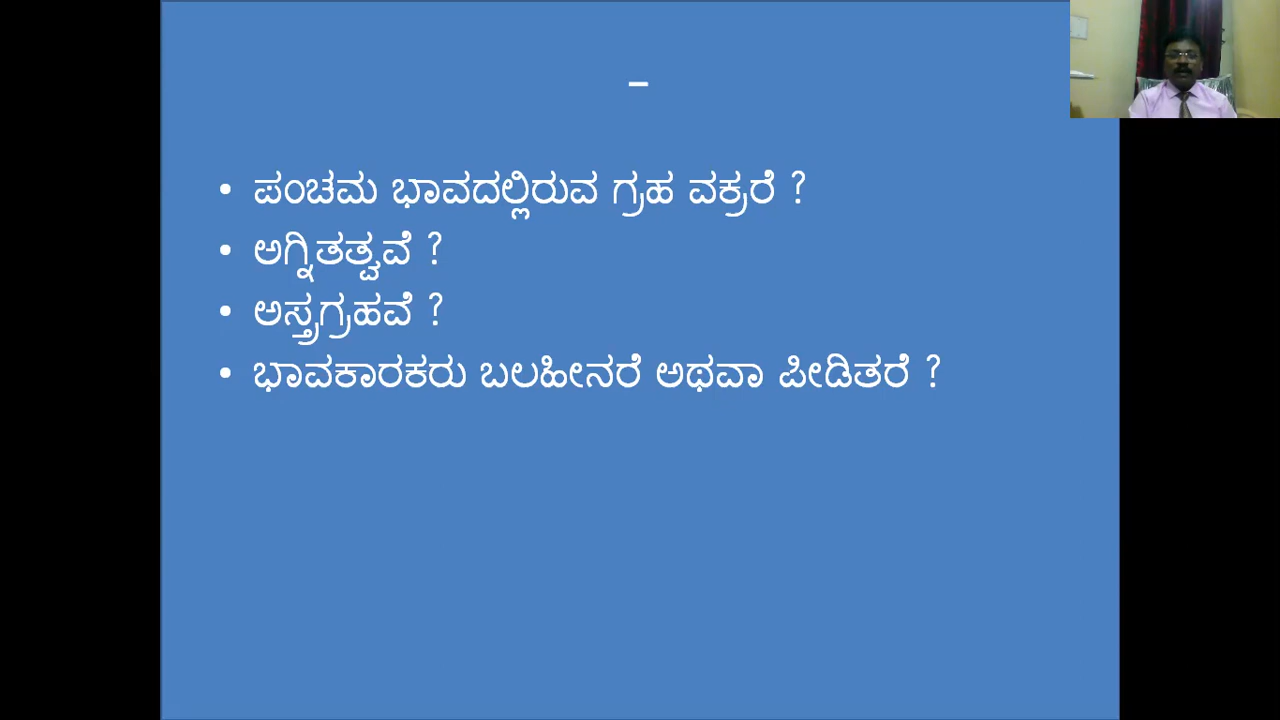 –
• ಪಂಚಮ ಭಾವದಲ್ಲಿರುವ ಗ್ರಹ ವಕ್ರರೆ ?
• ಅಗ್ನಿತತ್ವವೆ ?
• ಅಸ್ತ್ರಗ್ರಹವೆ ?
• ಭಾವಕಾರಕರು ಬಲಹೀನರೆ ಅಥವಾ ಪೀಡಿತರೆ ?